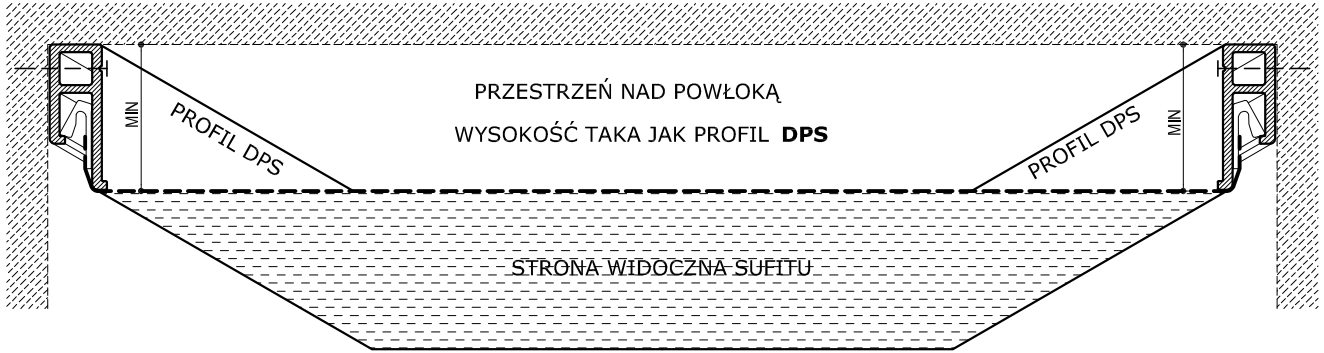 PRZESTRZEŃ NAD POWŁOKĄ
MIN
PROFIL DPS
WYSOKOŚĆ TAKA JAK PROFIL DPS
PROFIL DPS
MIN
STRONA WIDOCZNA SUFITU